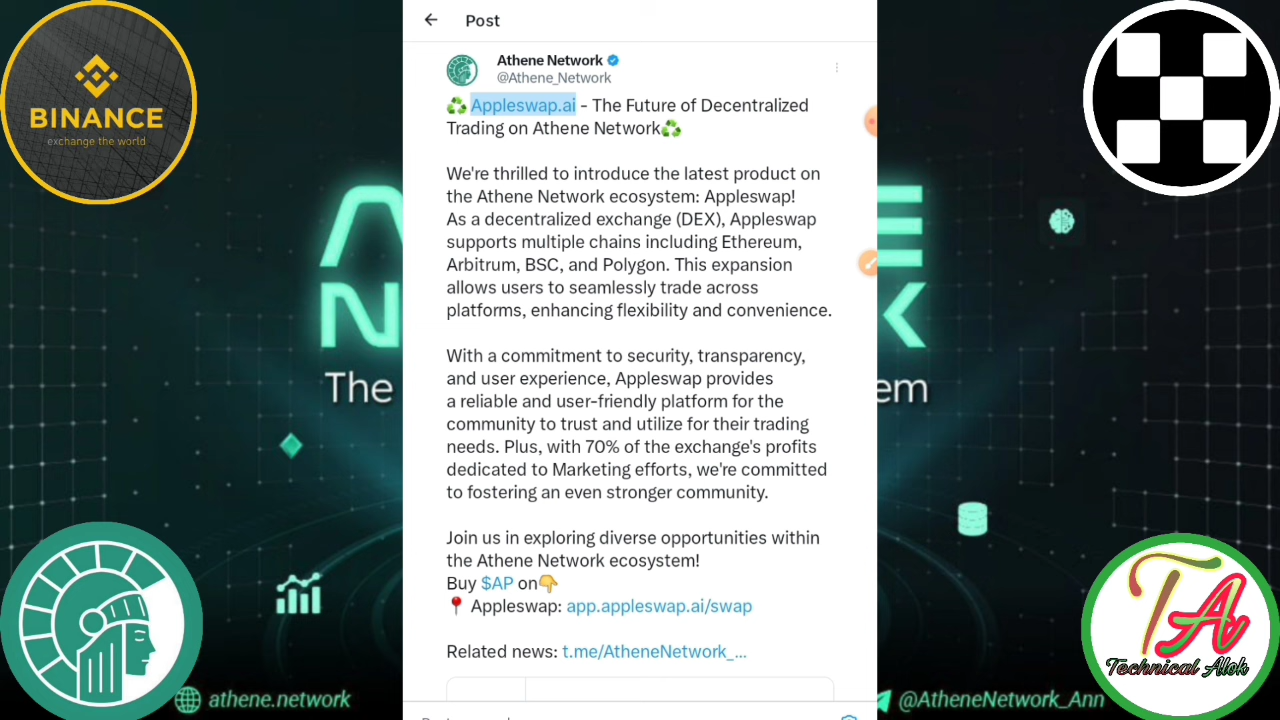 Post
Athene Network
@Athene_Network
♻️ Appleswap.ai - The Future of Decentralized
Trading on Athene Network♻️
We're thrilled to introduce the latest product on
the Athene Network ecosystem: Appleswap!
As a decentralized exchange (DEX), Appleswap
supports multiple chains including Ethereum,
Arbitrum, BSC, and Polygon. This expansion
allows users to seamlessly trade across
platforms, enhancing flexibility and convenience.
With a commitment to security, transparency,
and user experience, Appleswap provides
a reliable and user-friendly platform for the
community to trust and utilize for their trading
needs. Plus, with 70% of the exchange's profits
dedicated to Marketing efforts, we're committed
to fostering an even stronger community.
Join us in exploring diverse opportunities within
the Athene Network ecosystem!
Buy $AP on👇
📍 Appleswap: app.appleswap.ai/swap
Related news: t.me/AtheneNetwork_...
BINANCE
exchange the world
A
E
N
K
The
em
athene.network
@AtheneNetwork_Ann
TA
Technical Alok